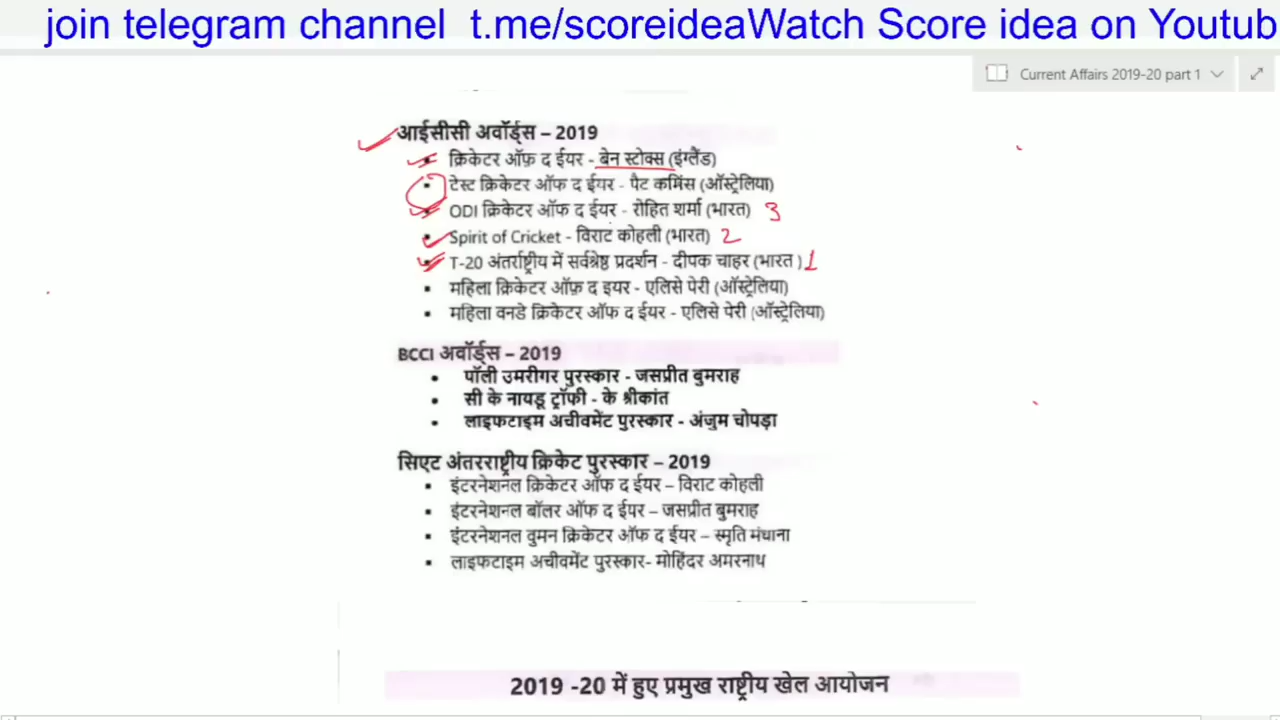 join telegram channel t.me/scoreideaWatch Score idea on Youtub
Current Affairs 2019-20 part 1
आईसीसी अवॉर्ड्स – 2019
क्रिकेटर ऑफ़ द ईयर - बेन स्टोक्स (इंग्लैंड)
टेस्ट क्रिकेटर ऑफ द ईयर - पैट कमिंस (ऑस्ट्रेलिया)
ODI क्रिकेटर ऑफ द ईयर - रोहित शर्मा (भारत) 3
Spirit of Cricket - विराट कोहली (भारत) 2
T-20 अंतर्राष्ट्रीय में सर्वश्रेष्ठ प्रदर्शन - दीपक चाहर (भारत ) 1
महिला क्रिकेटर ऑफ़ द इयर - एलिसे पेरी (ऑस्ट्रेलिया)
महिला वनडे क्रिकेटर ऑफ द ईयर - एलिसे पेरी (ऑस्ट्रेलिया)
BCCI अवॉर्ड्स – 2019
पॉली उमरीगर पुरस्कार - जसप्रीत बुमराह
सी के नायडू ट्रॉफी - के श्रीकांत
लाइफटाइम अचीवमेंट पुरस्कार - अंजुम चोपड़ा
सिएट अंतरराष्ट्रीय क्रिकेट पुरस्कार – 2019
इंटरनेशनल क्रिकेटर ऑफ द ईयर – विराट कोहली
इंटरनेशनल बॉलर ऑफ द ईयर – जसप्रीत बुमराह
इंटरनेशनल वुमन क्रिकेटर ऑफ द ईयर – स्मृति मंधाना
लाइफटाइम अचीवमेंट पुरस्कार- मोहिंदर अमरनाथ
2019 -20 में हुए प्रमुख राष्ट्रीय खेल आयोजन